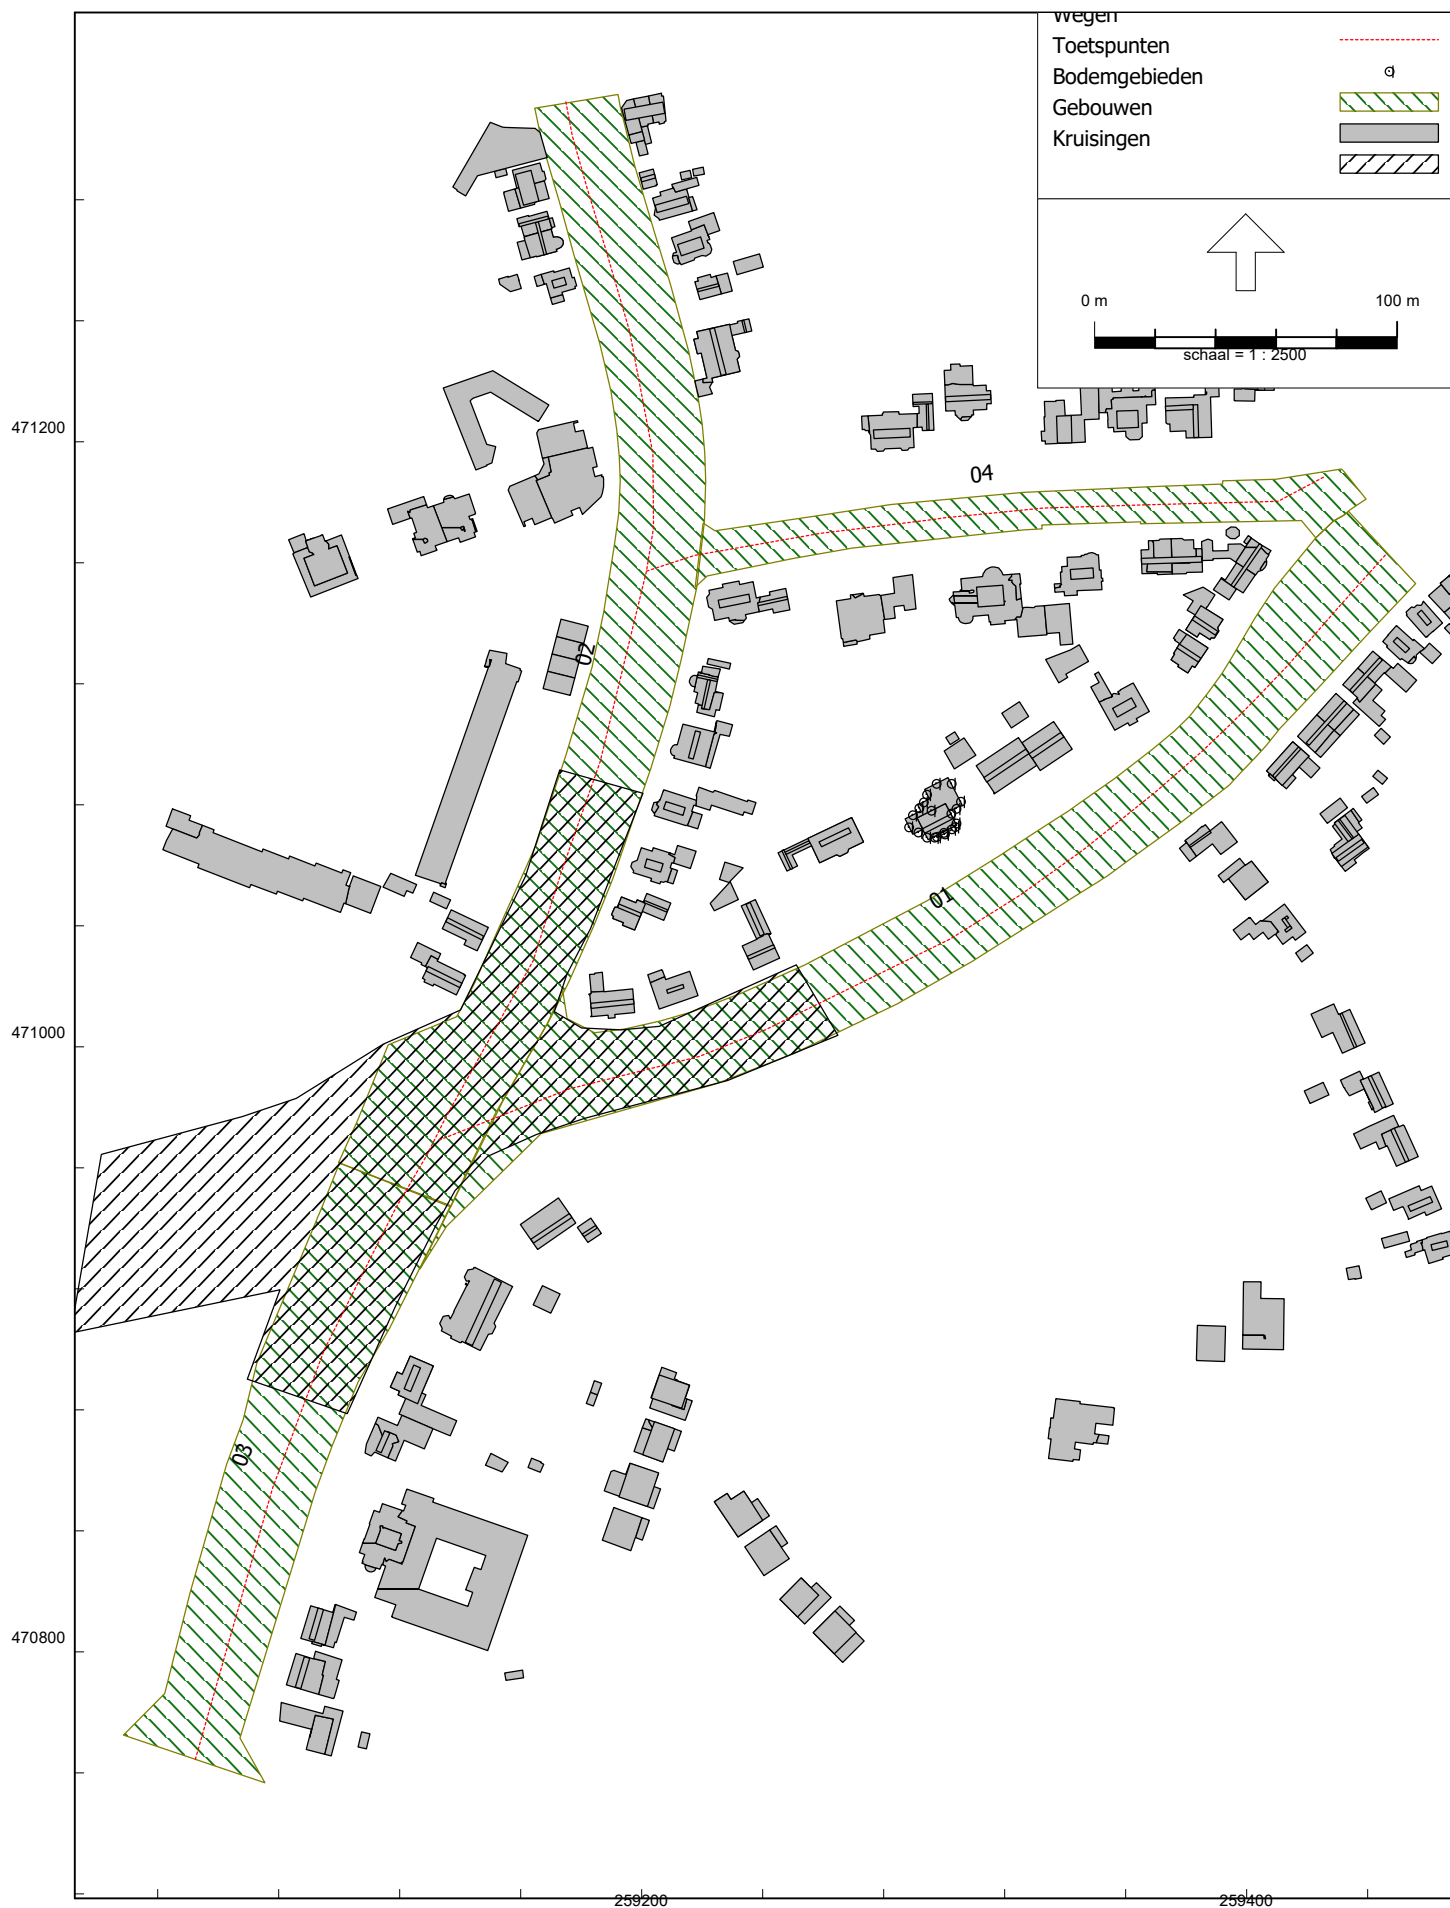 Wegen
Toetspunten
Bodemgebieden
Gebouwen
Kruisingen
0 m 100 m
schaal = 1 : 2500
471200
04
02
01
471000
03
470800
259200 259400